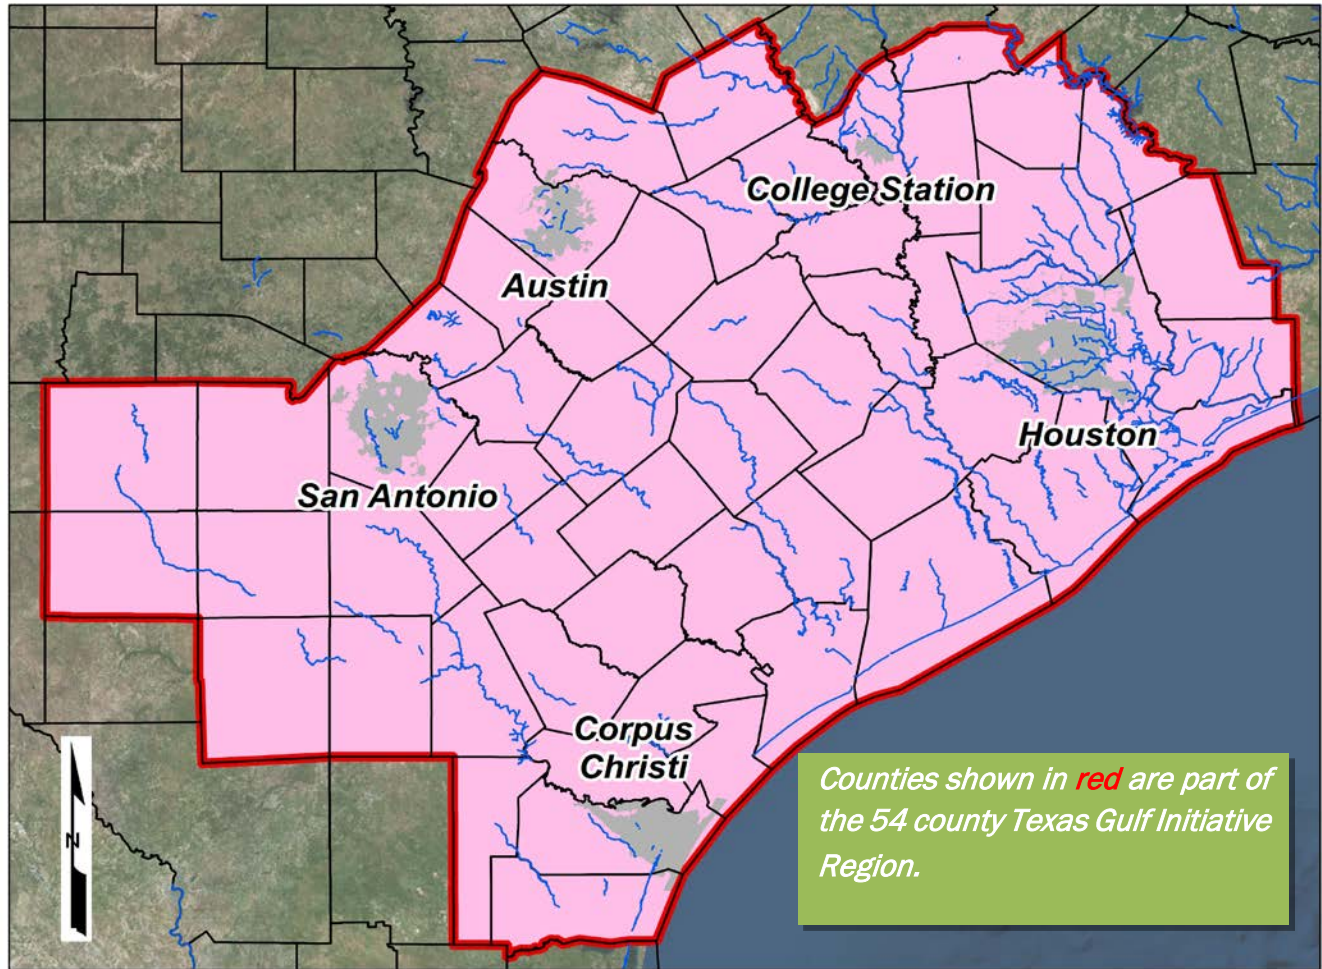 College Station
Austin
Houston
San Antonio
Corpus
Christi
Counties shown in red are part of
the 54 county Texas Gulf Initiative
Region.
N